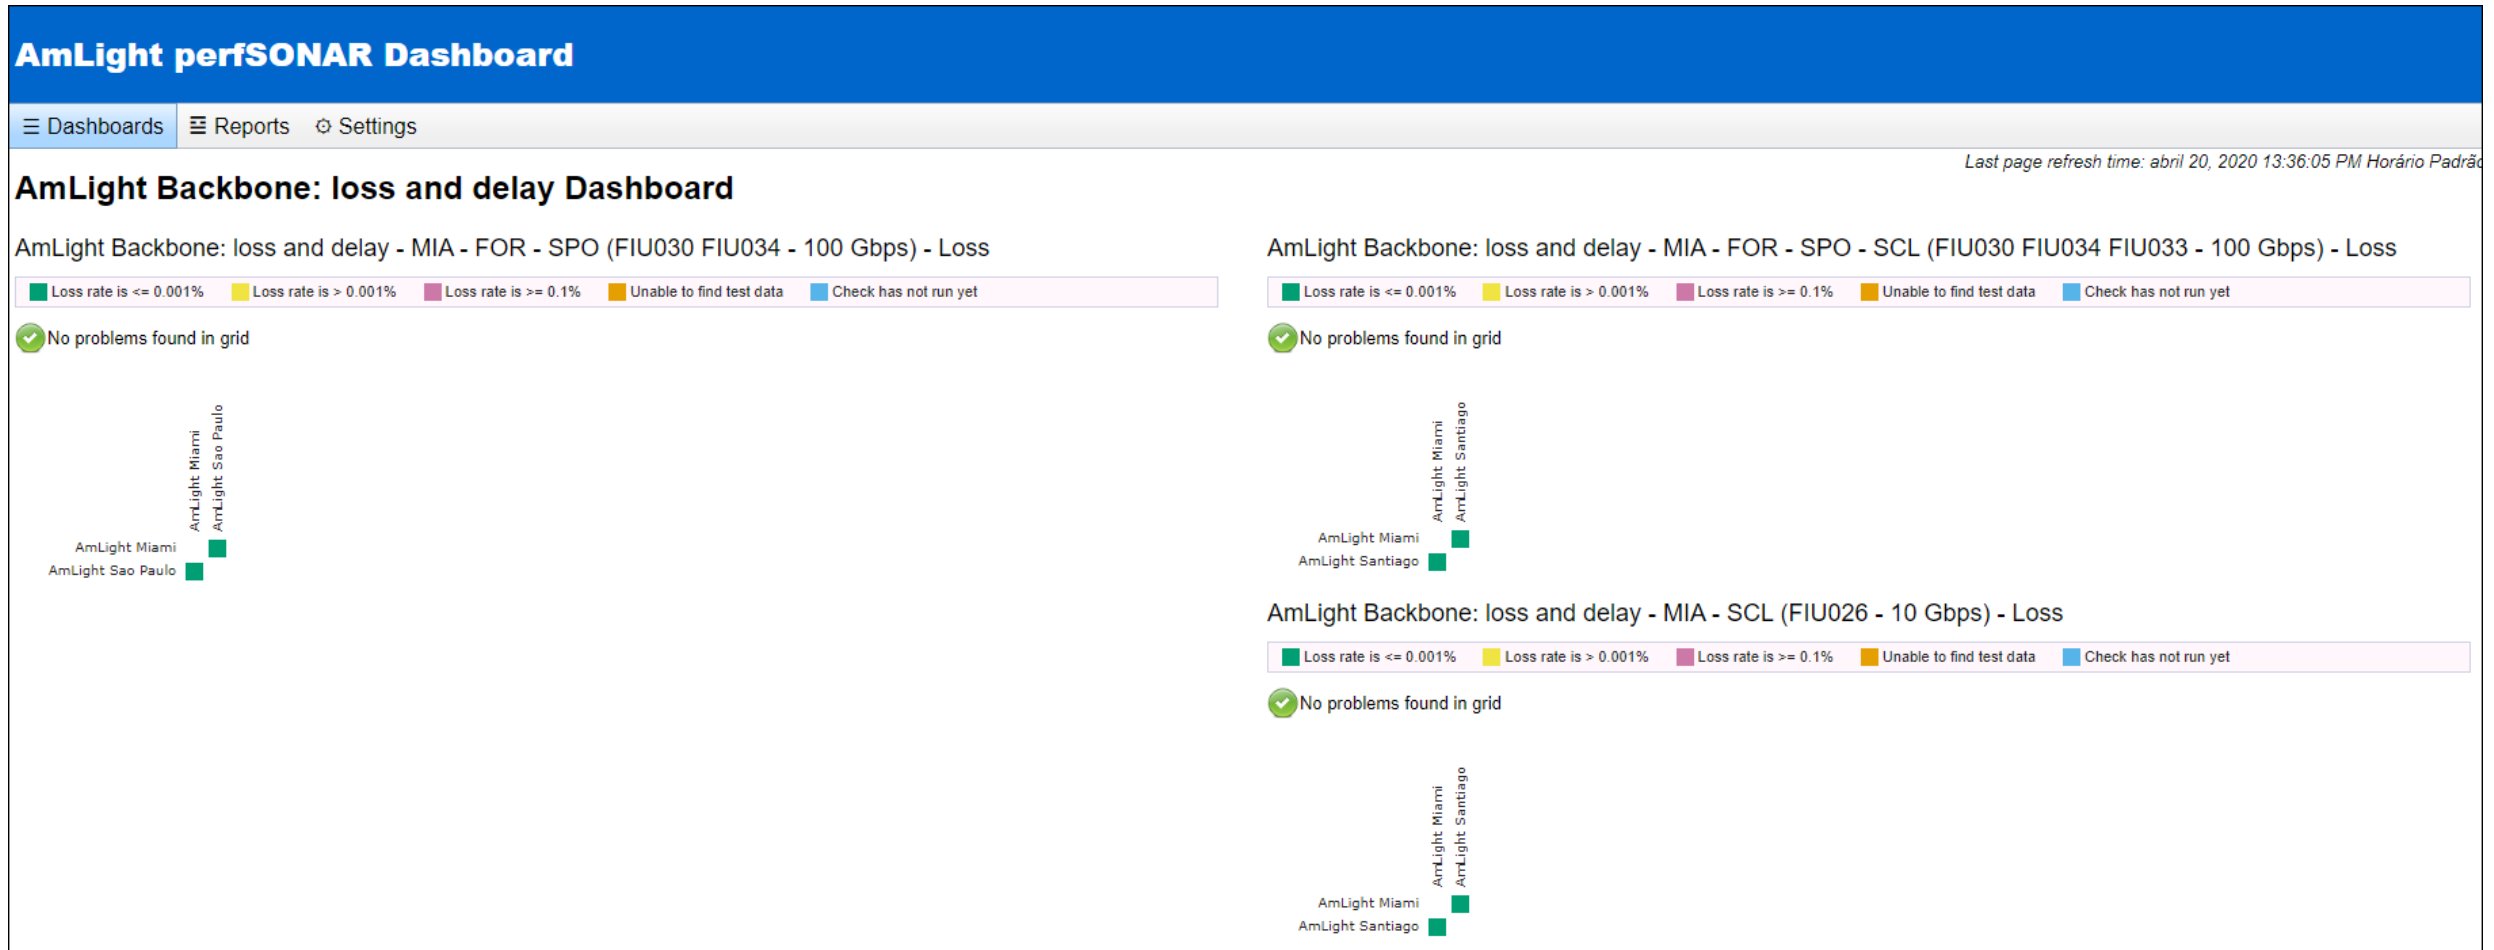 AmLight perfSONAR Dashboard
Dashboards Reports Settings
Last page refresh time: abril 20, 2020 13:36:05 PM Horário Padrão
AmLight Backbone: loss and delay Dashboard
AmLight Backbone: loss and delay - MIA - FOR - SPO (FIU030 FIU034 - 100 Gbps) - Loss
Loss rate is <= 0.001% Loss rate is > 0.001% Loss rate is >= 0.1% Unable to find test data Check has not run yet
No problems found in grid
AmLight Miami
AmLight Sao Paulo
AmLight Miami
AmLight Sao Paulo
AmLight Backbone: loss and delay - MIA - FOR - SPO - SCL (FIU030 FIU034 FIU033 - 100 Gbps) - Loss
Loss rate is <= 0.001% Loss rate is > 0.001% Loss rate is >= 0.1% Unable to find test data Check has not run yet
No problems found in grid
AmLight Miami
AmLight Santiago
AmLight Miami
AmLight Santiago
AmLight Backbone: loss and delay - MIA - SCL (FIU026 - 10 Gbps) - Loss
Loss rate is <= 0.001% Loss rate is > 0.001% Loss rate is >= 0.1% Unable to find test data Check has not run yet
No problems found in grid
AmLight Miami
AmLight Santiago
AmLight Miami
AmLight Santiago